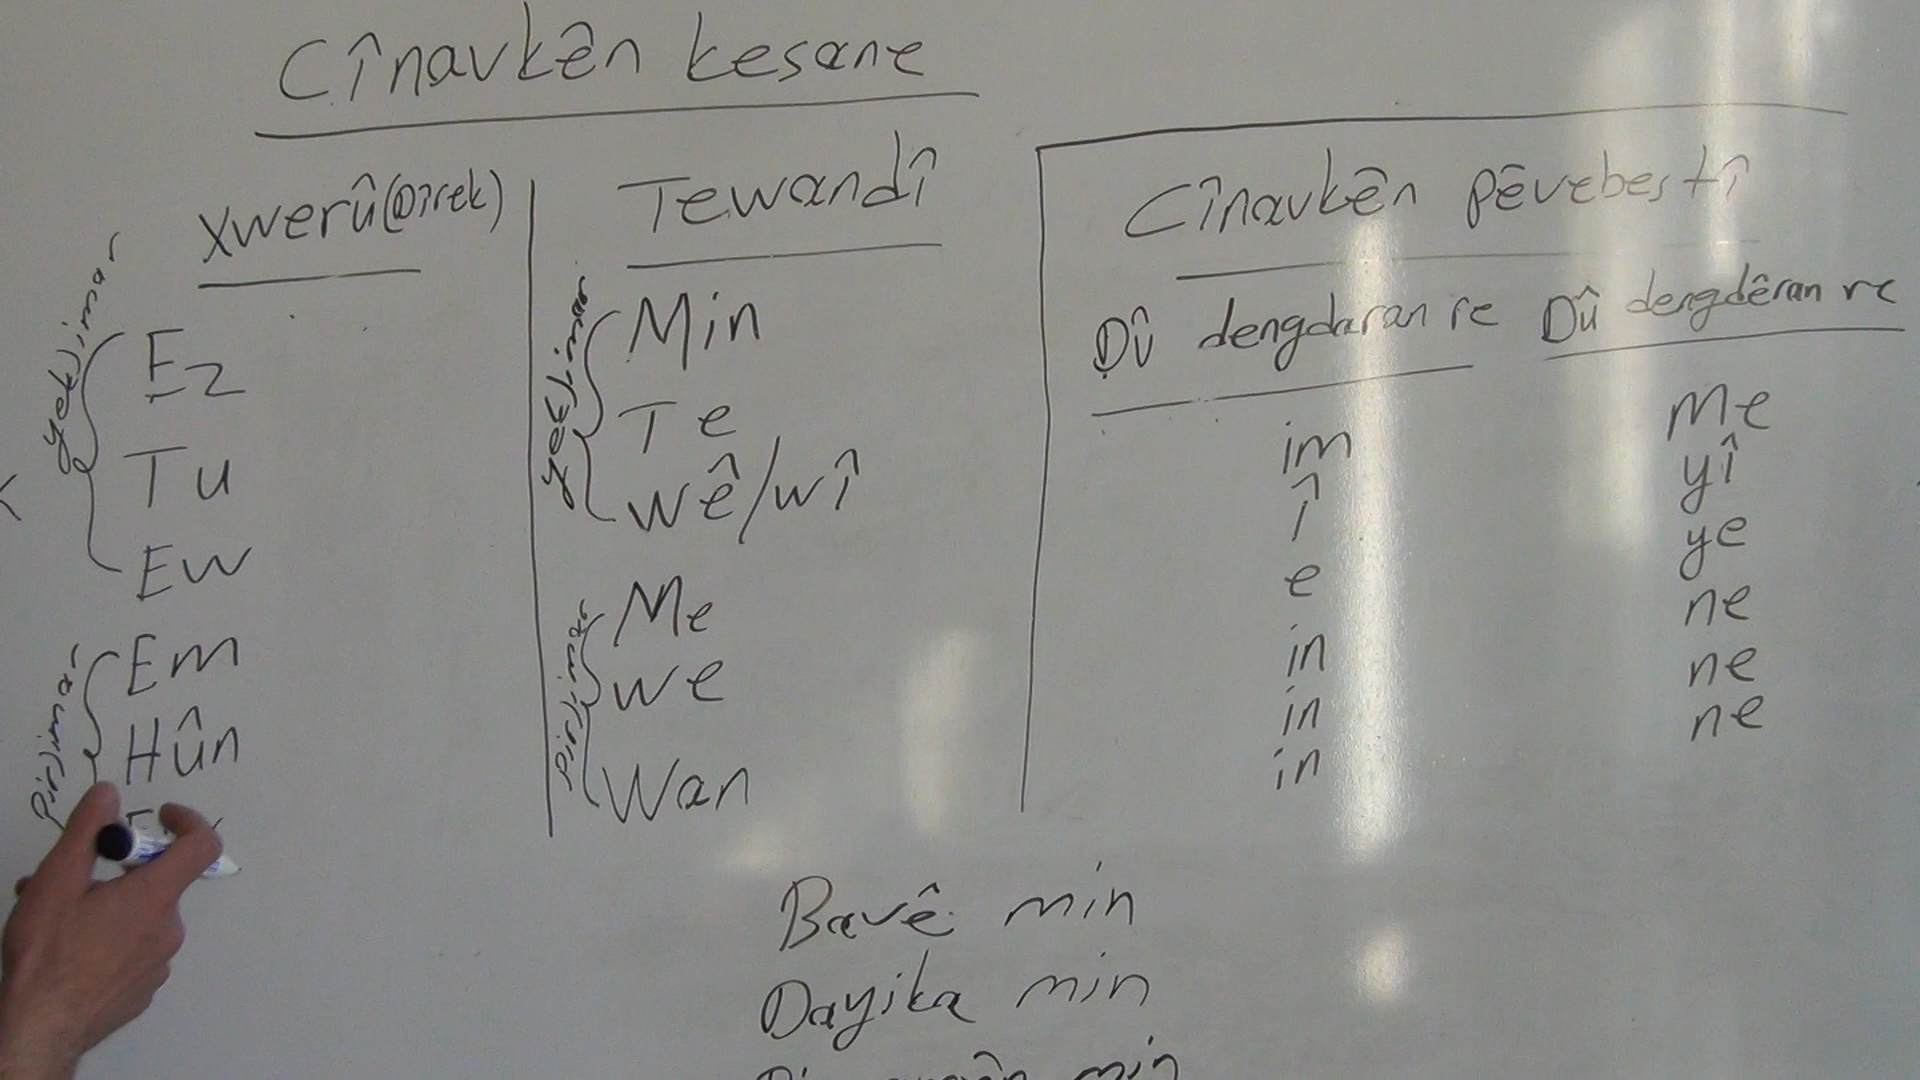 Cînavkên kesane
Xwerû (Dîrek)
yekjimar
Ez
Tu
Ew
pirjimar
Em
Hûn
Tewandî
yekjimar
Min
Te
wê/wî
pirjimar
Me
we
Wan
Cînavkên pêvebestî
Dû dengdaran re
im
î
e
in
in
in
Dû dengdêran re
Me
yî
ye
ne
ne
ne
Bavê min
Dayika min
min